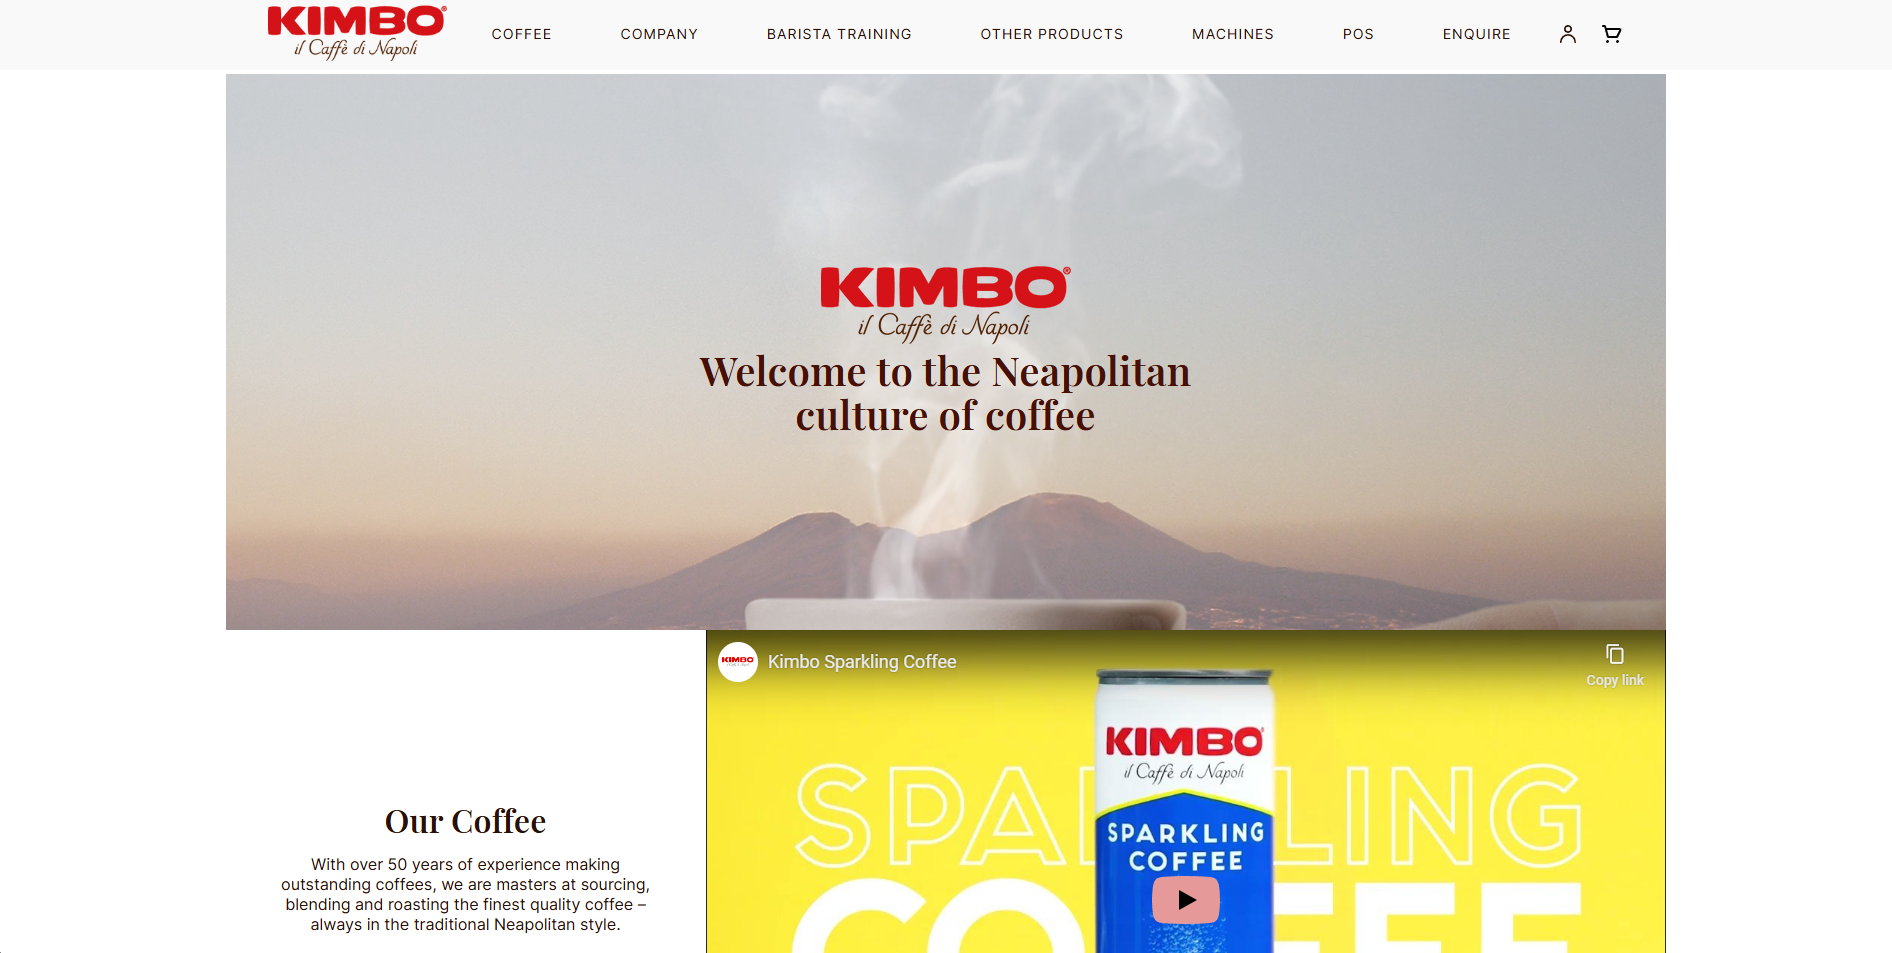 KIMBO®
il Caffè di Napoli
COFFEE
COMPANY
BARISTA TRAINING
OTHER PRODUCTS
MACHINES
POS
ENQUIRE
KIMBO®
il Caffè di Napoli
Welcome to the Neapolitan
culture of coffee
Our Coffee
With over 50 years of experience making
outstanding coffees, we are masters at sourcing,
blending and roasting the finest quality coffee –
always in the traditional Neapolitan style.
KIMBO
Kimbo Sparkling Coffee
Copy link
KIMBO
il Caffè di Napoli
SPARKLING
COFFEE